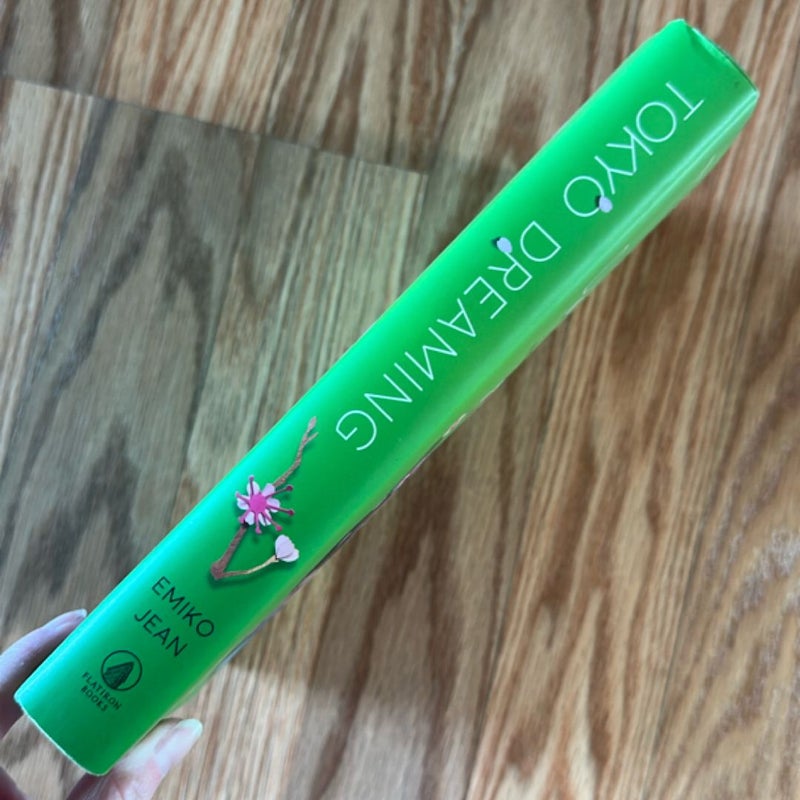 TOKYO DREAMING
EMIKO
JEAN
FLATIRON
BOOKS